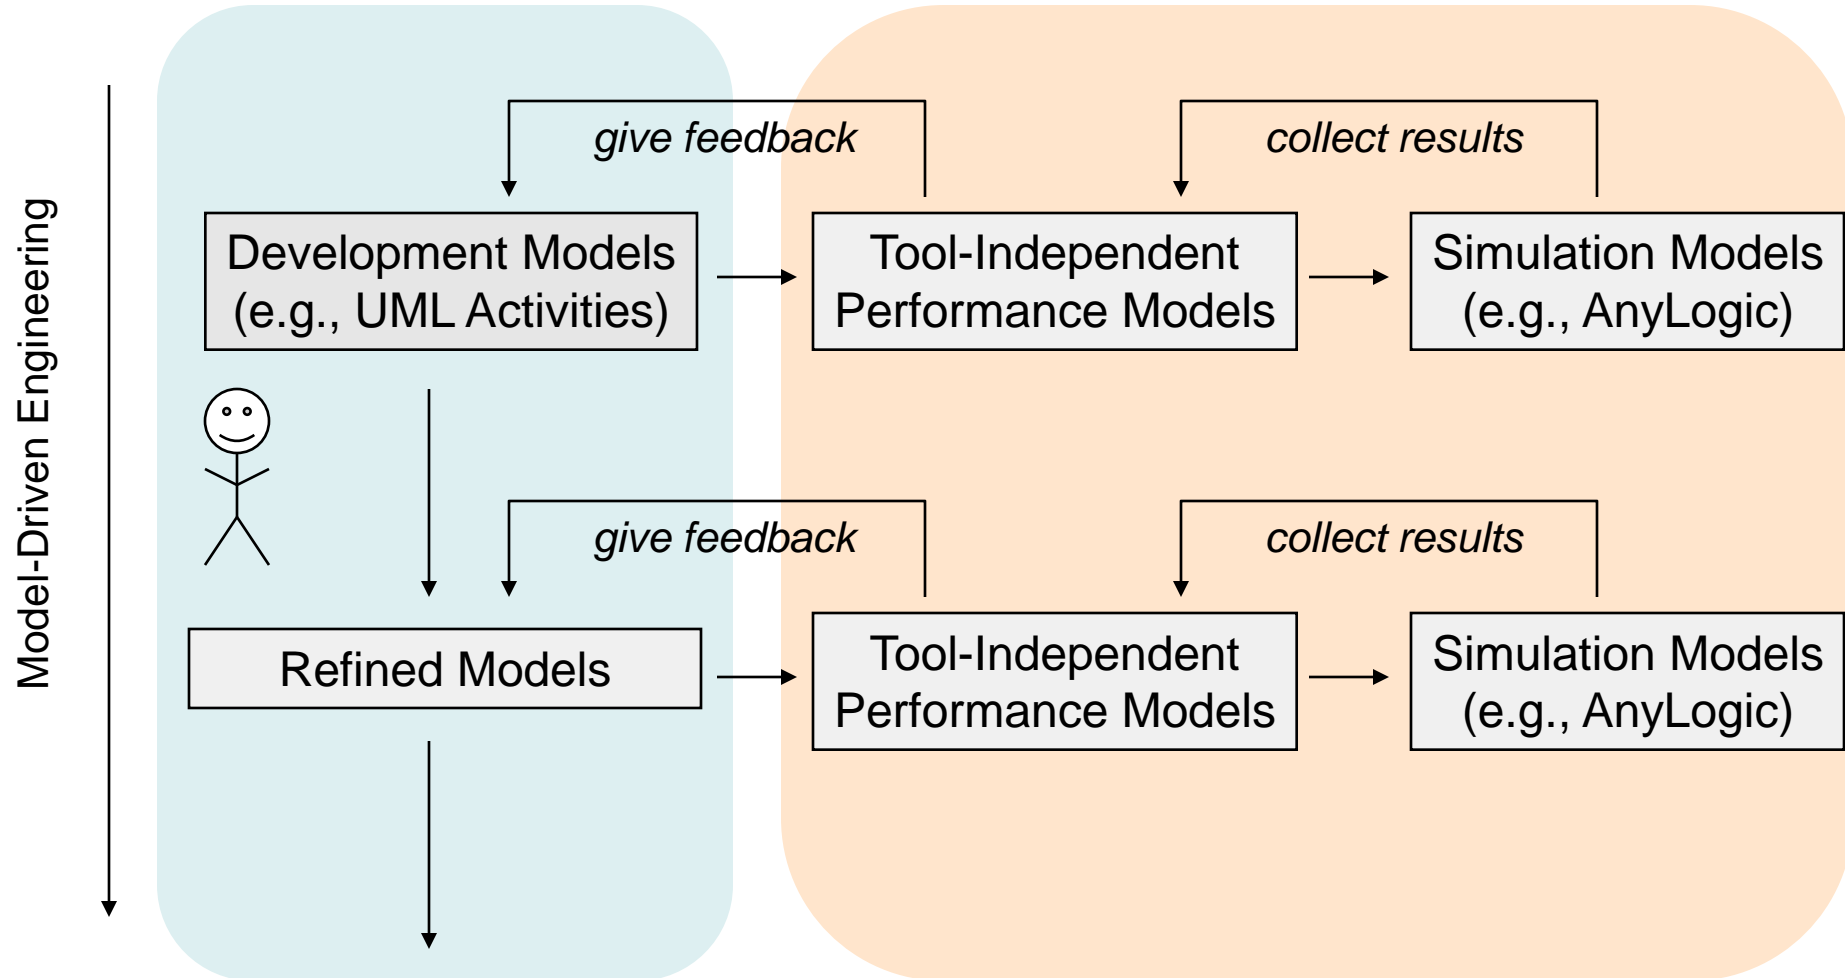 Model-Driven Engineering
give feedback
collect results
Development Models
(e.g., UML Activities)
Tool-Independent
Performance Models
Simulation Models
(e.g., AnyLogic)
give feedback
collect results
Refined Models
Tool-Independent
Performance Models
Simulation Models
(e.g., AnyLogic)